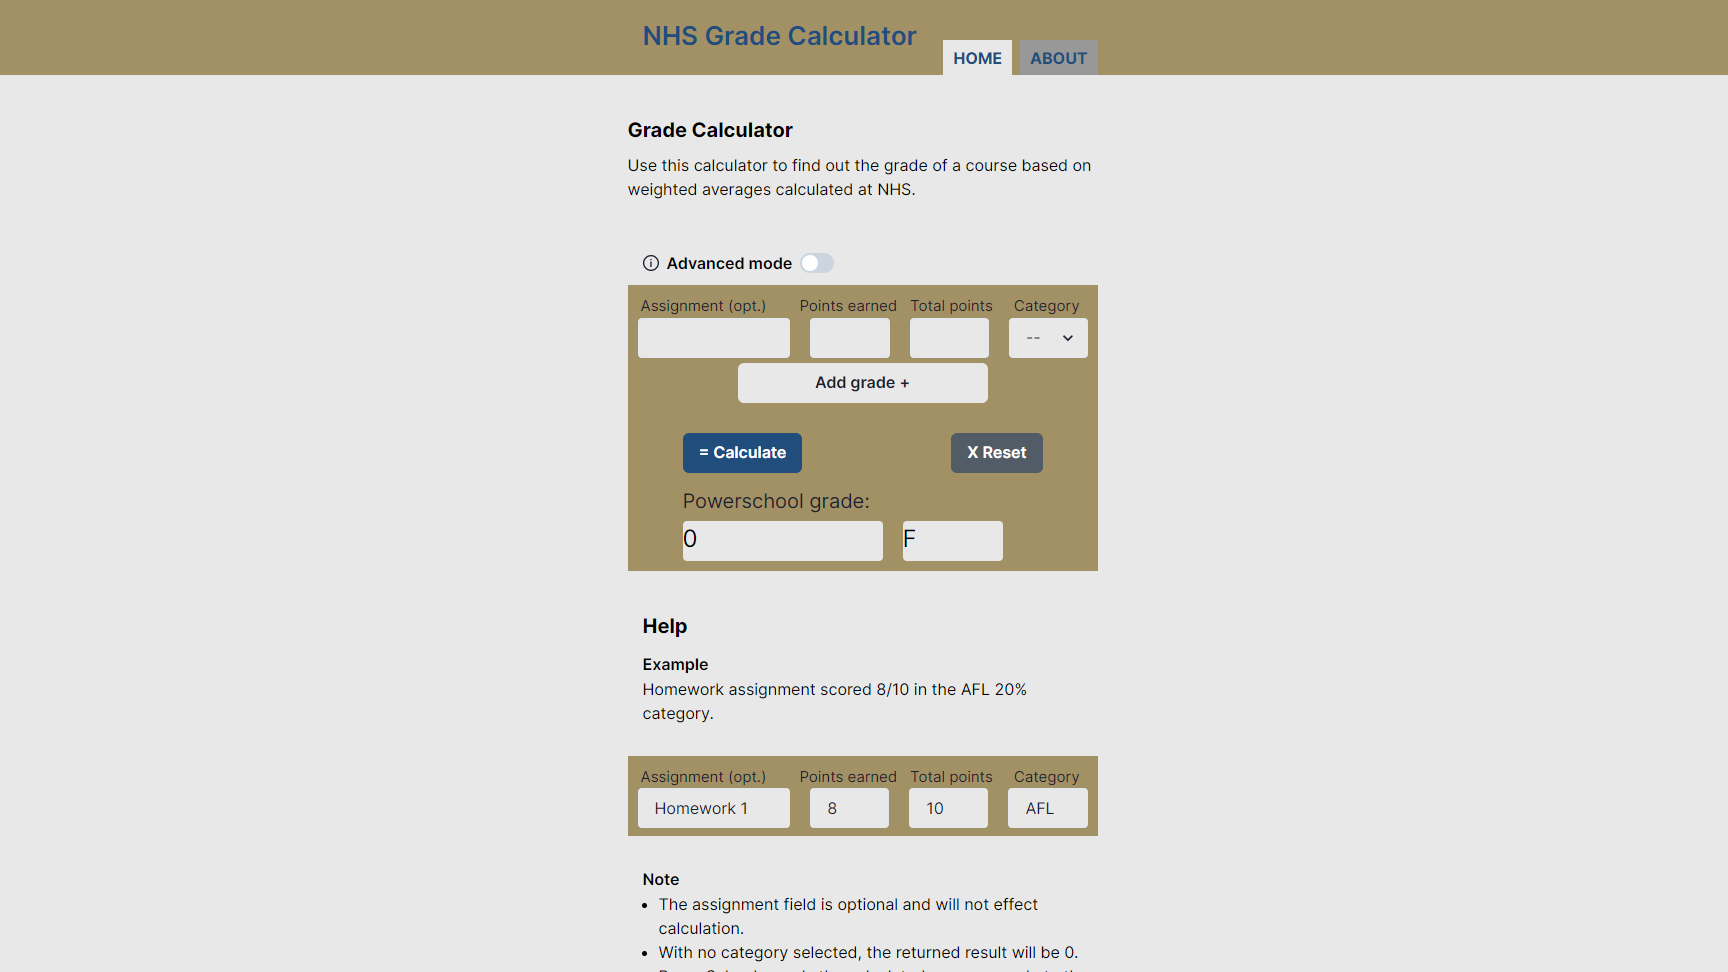 NHS Grade Calculator
HOME
ABOUT
Grade Calculator
Use this calculator to find out the grade of a course based on
weighted averages calculated at NHS.
Advanced mode
Assignment (opt.) Points earned Total points Category
--
Add grade +
= Calculate
X Reset
Powerschool grade:
0
F
Help
Example
Homework assignment scored 8/10 in the AFL 20%
category.
Assignment (opt.) Points earned Total points Category
Homework 1 8 10 AFL
Note
• The assignment field is optional and will not effect
calculation.
• With no category selected, the returned result will be 0.